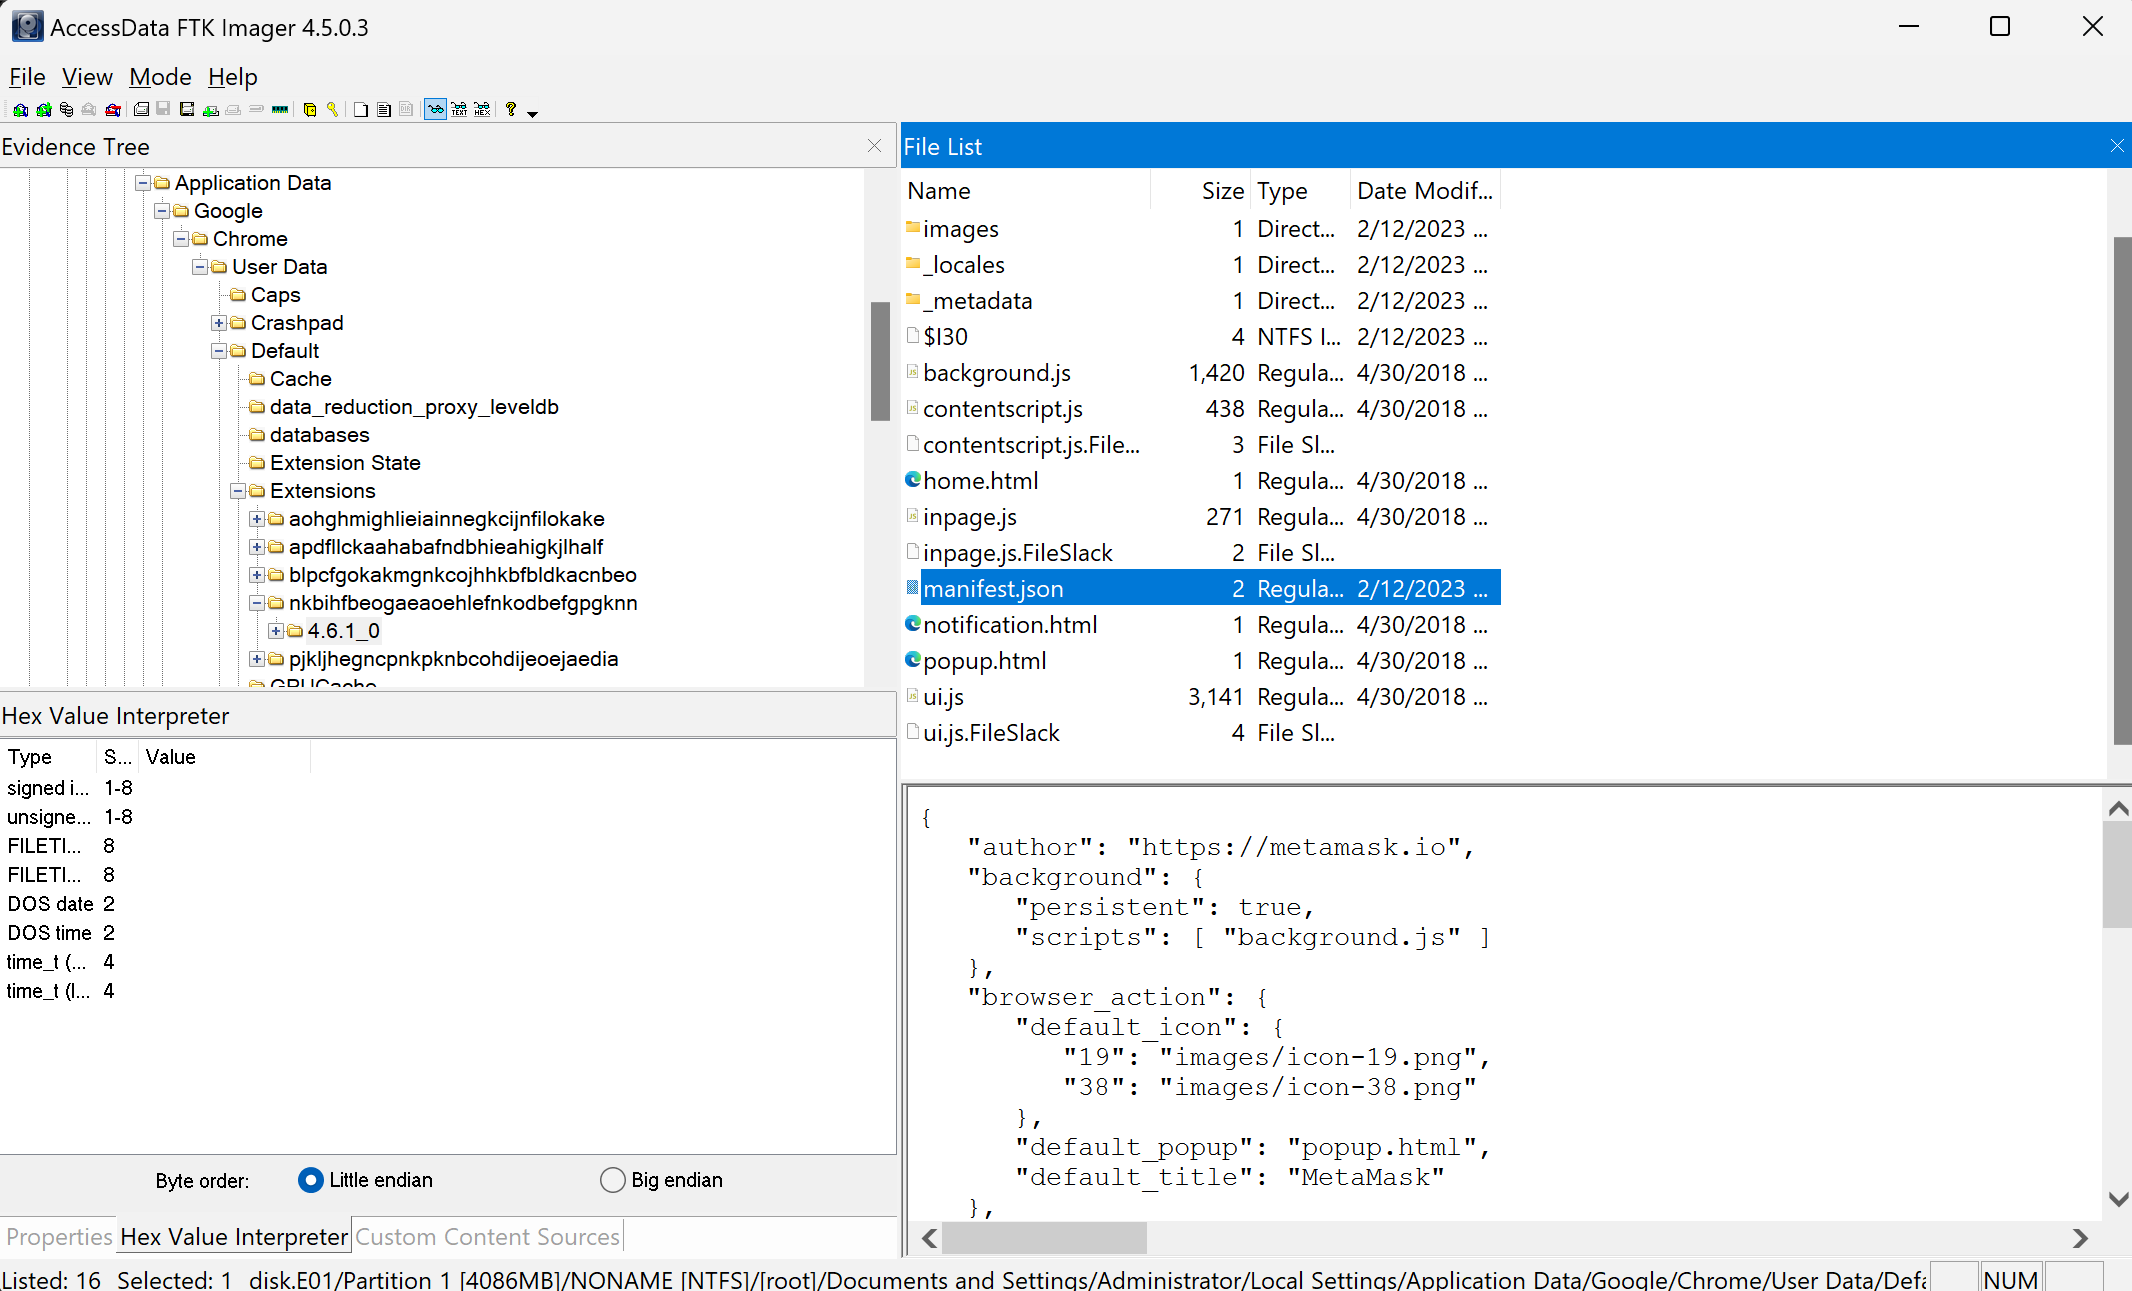 AccessData FTK Imager 4.5.0.3
File View Mode Help
Evidence Tree
Application Data
Google
Chrome
User Data
Caps
Crashpad
Default
Cache
data_reduction_proxy_leveldb
databases
Extension State
Extensions
aohghmighlieiainnegkcijnfilokake
apdfllckaahabafndbhieahigkjlhalf
blpcfgokakmgnkcojhhkbfbldkacnbeo
nkbihfbeogaeaoehlefnkodbefgpgknn
4.6.1_0
pjkljhegncpnkpknbcohdijeoejaedia
GPUCache
Hex Value Interpreter
Type S... Value
signed i... 1-8
unsigne... 1-8
FILETI... 8
FILETI... 8
DOS date 2
DOS time 2
time_t (... 4
time_t (l... 4
Byte order: Little endian Big endian
Properties Hex Value Interpreter Custom Content Sources
File List
Name Size Type Date Modif...
images 1 Direct... 2/12/2023 ...
_locales 1 Direct... 2/12/2023 ...
_metadata 1 Direct... 2/12/2023 ...
$I30 4 NTFS I... 2/12/2023 ...
background.js 1,420 Regula... 4/30/2018 ...
contentscript.js 438 Regula... 4/30/2018 ...
contentscript.js.File... 3 File Sl...
home.html 1 Regula... 4/30/2018 ...
inpage.js 271 Regula... 4/30/2018 ...
inpage.js.FileSlack 2 File Sl...
manifest.json 2 Regula... 2/12/2023 ...
notification.html 1 Regula... 4/30/2018 ...
popup.html 1 Regula... 4/30/2018 ...
ui.js 3,141 Regula... 4/30/2018 ...
ui.js.FileSlack 4 File Sl...
{
"author": "https://metamask.io",
"background": {
"persistent": true,
"scripts": [ "background.js" ]
},
"browser_action": {
"default_icon": {
"19": "images/icon-19.png",
"38": "images/icon-38.png"
},
"default_popup": "popup.html",
"default_title": "MetaMask"
},
Listed: 16 Selected: 1 disk.E01/Partition 1 [4086MB]/NONAME [NTFS]/[root]/Documents and Settings/Administrator/Local Settings/Application Data/Google/Chrome/User Data/Defa NUM